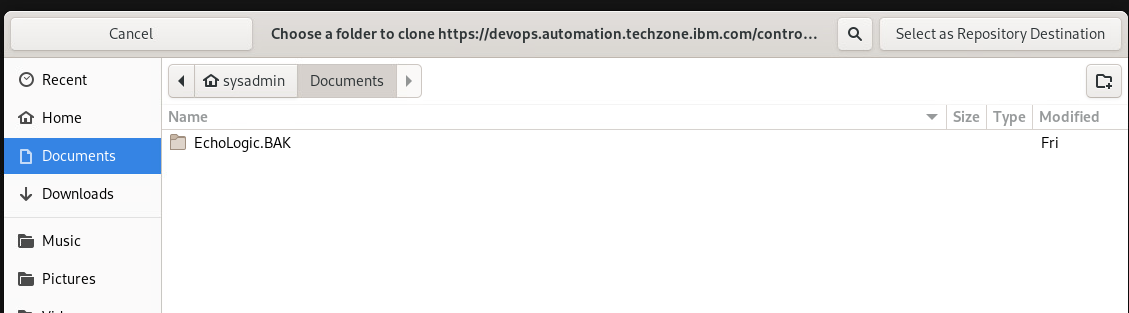 Cancel
Choose a folder to clone https://devops.automation.techzone.ibm.com/contro...
Select as Repository Destination
Recent
Home
Documents
Downloads
Music
Pictures
sysadmin
Documents
Name
Size
Type
Modified
EchoLogic.BAK
Fri